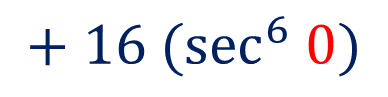 + 16 (sec⁶ 0)